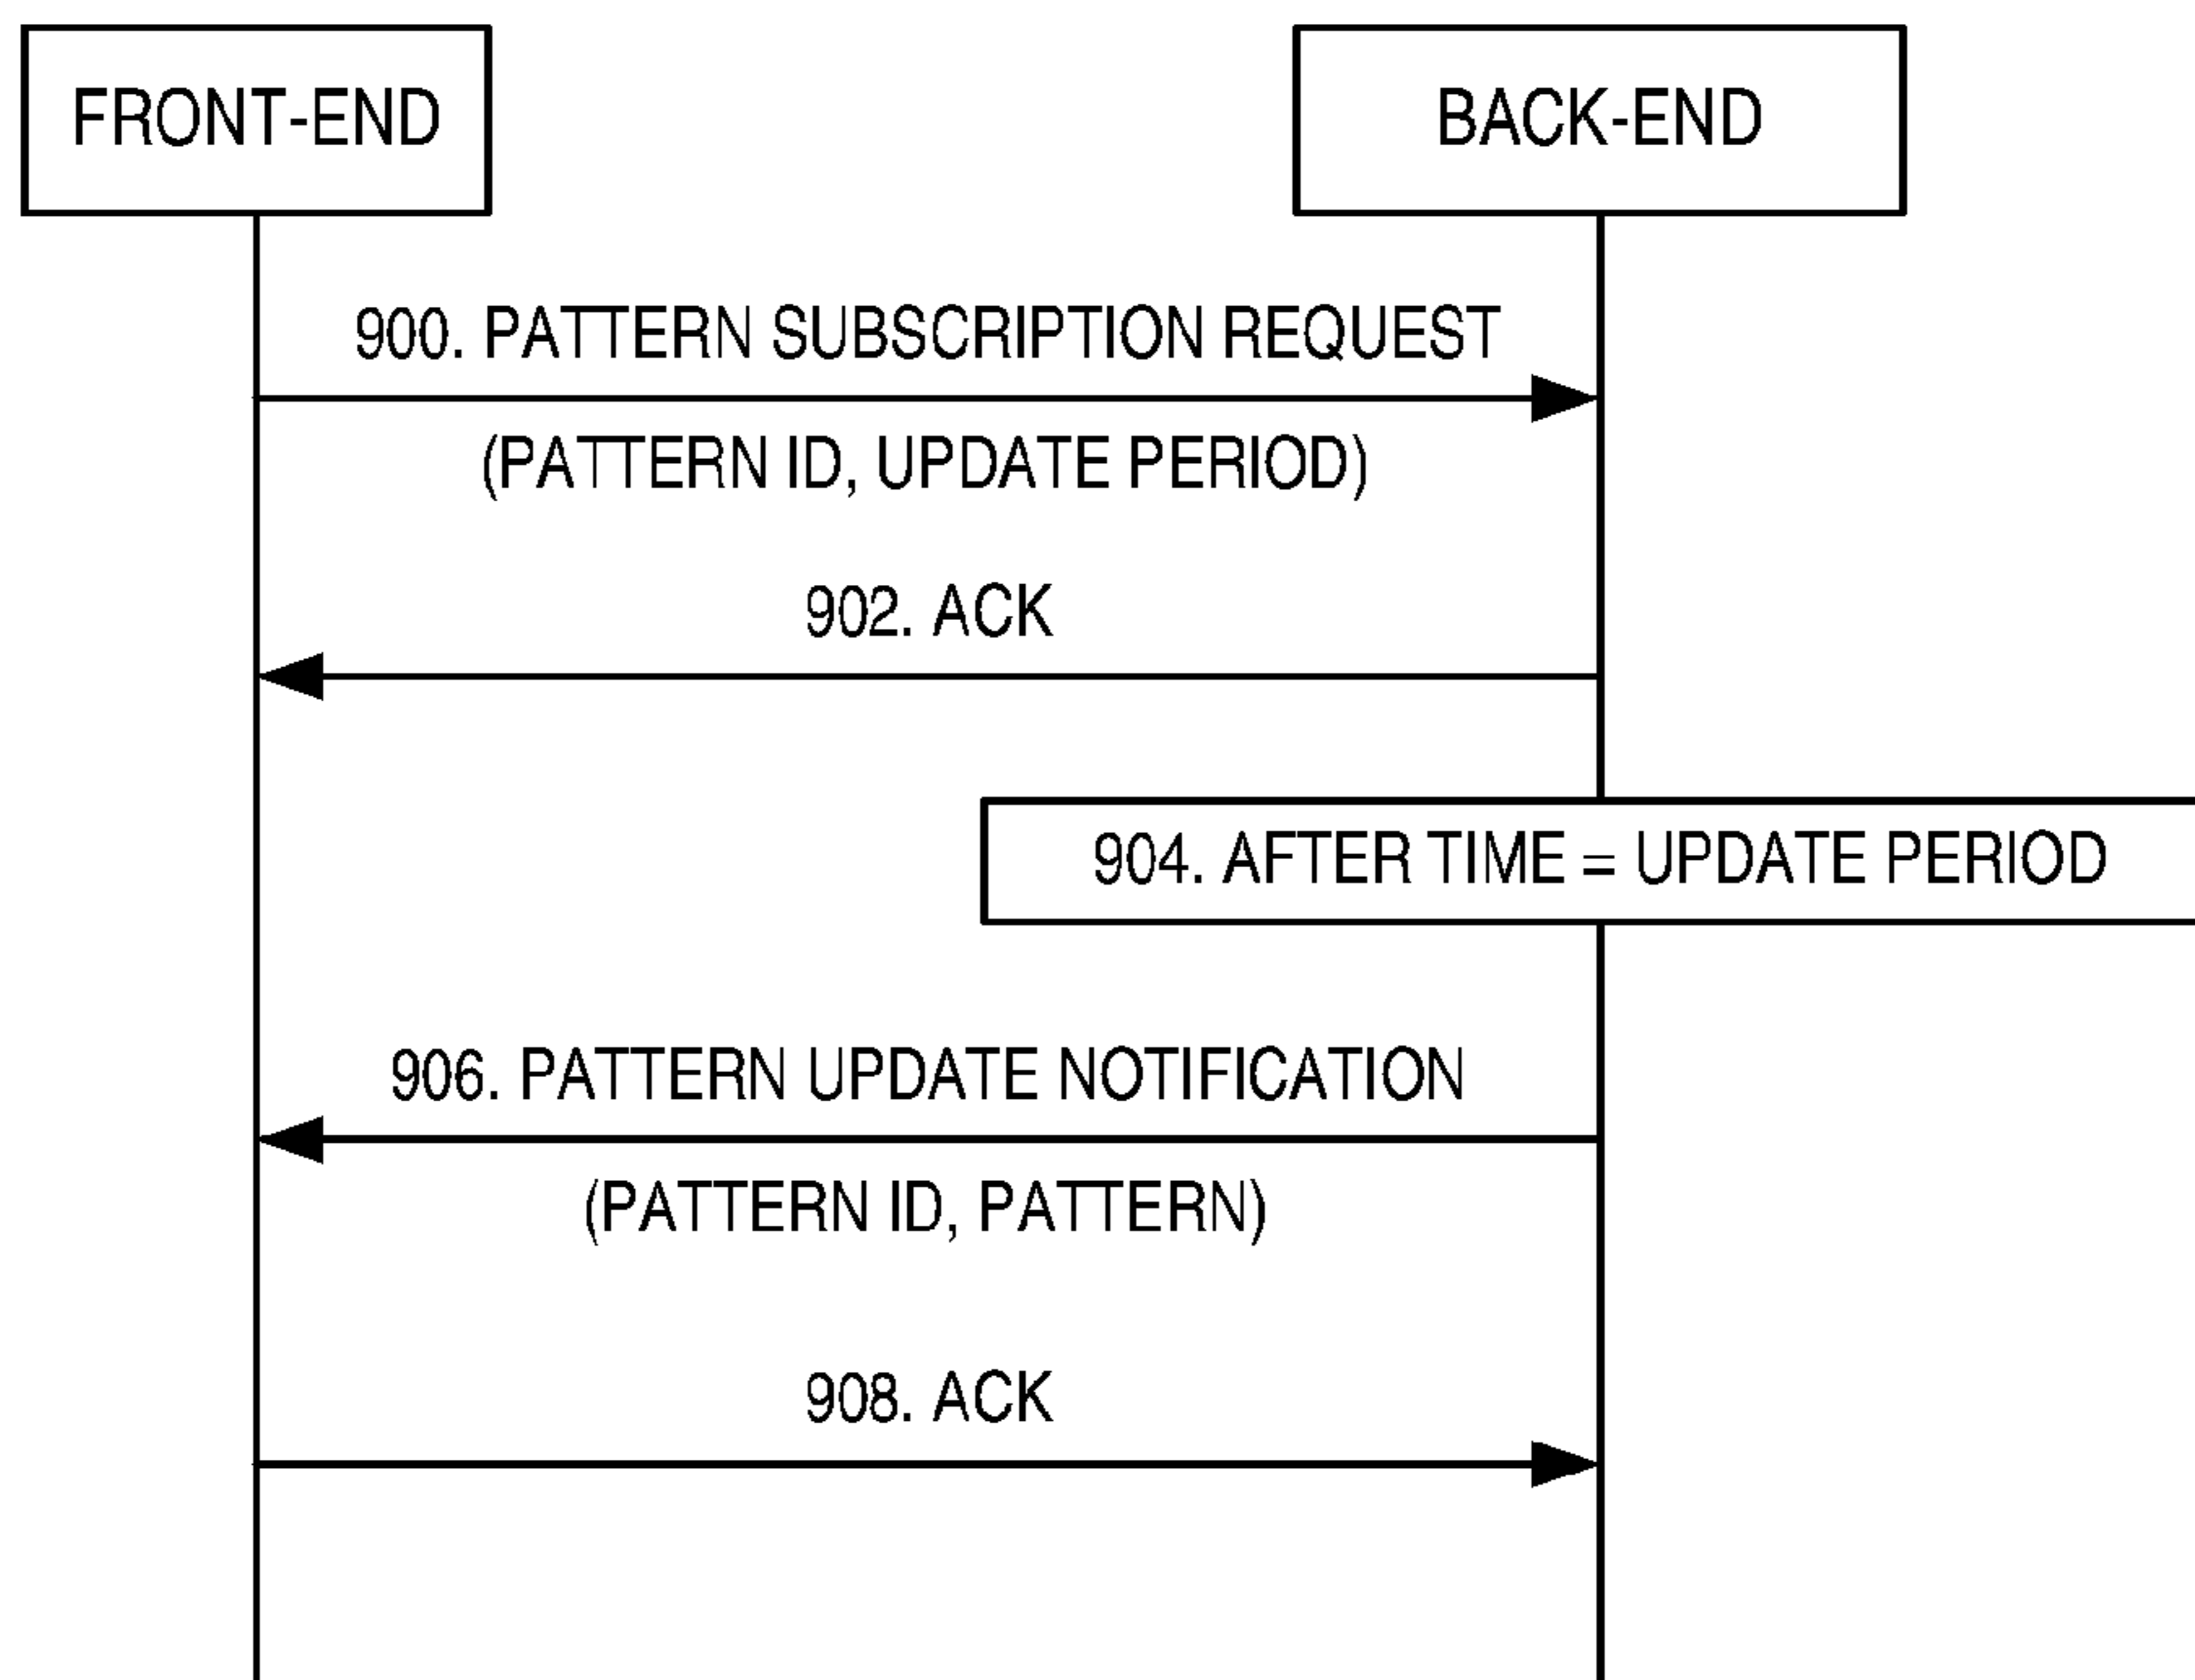 FRONT-END
BACK-END
900. PATTERN SUBSCRIPTION REQUEST
(PATTERN ID, UPDATE PERIOD)
902. ACK
904. AFTER TIME = UPDATE PERIOD
906. PATTERN UPDATE NOTIFICATION
(PATTERN ID, PATTERN)
908. ACK